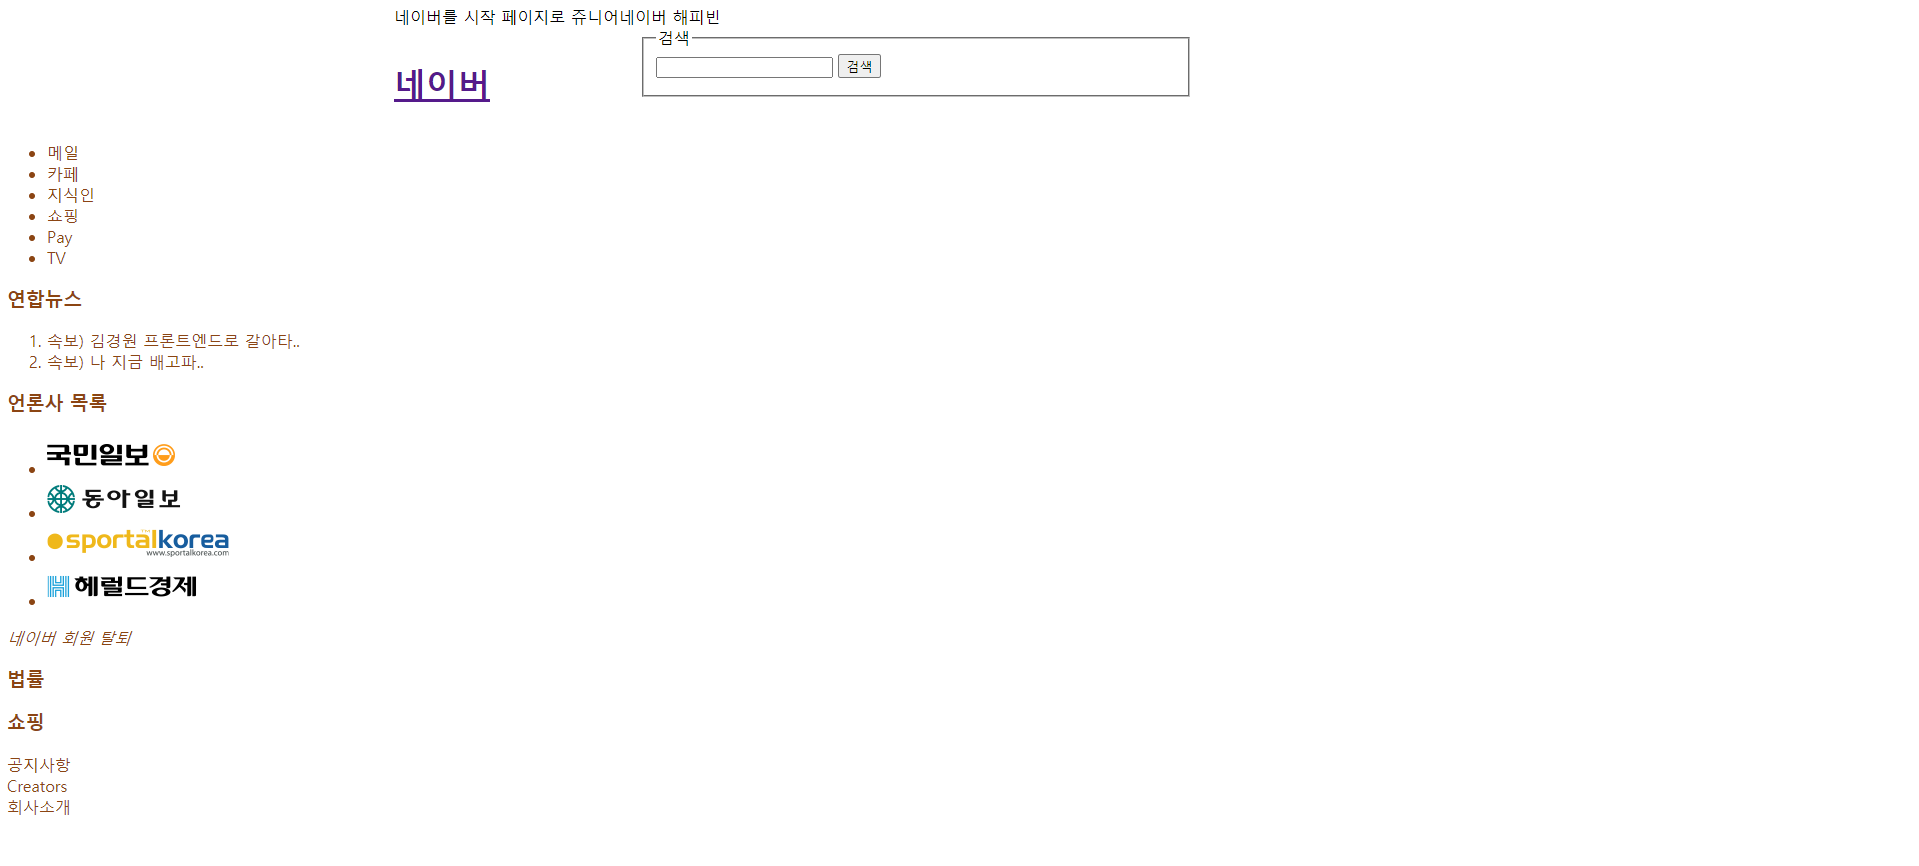 네이버를 시작 페이지로 쥬니어네이버 해피빈
검색
네이버
검색
메일
카페
지식인
쇼핑
Pay
TV
연합뉴스
1. 속보) 김경원 프론트엔드로 갈아타..
2. 속보) 나 지금 배고파..
언론사 목록
국민일보
동아일보
sportalkorea
www.sportalkorea.com
헤럴드경제
네이버 회원 탈퇴
법률
쇼핑
공지사항
Creators
회사소개